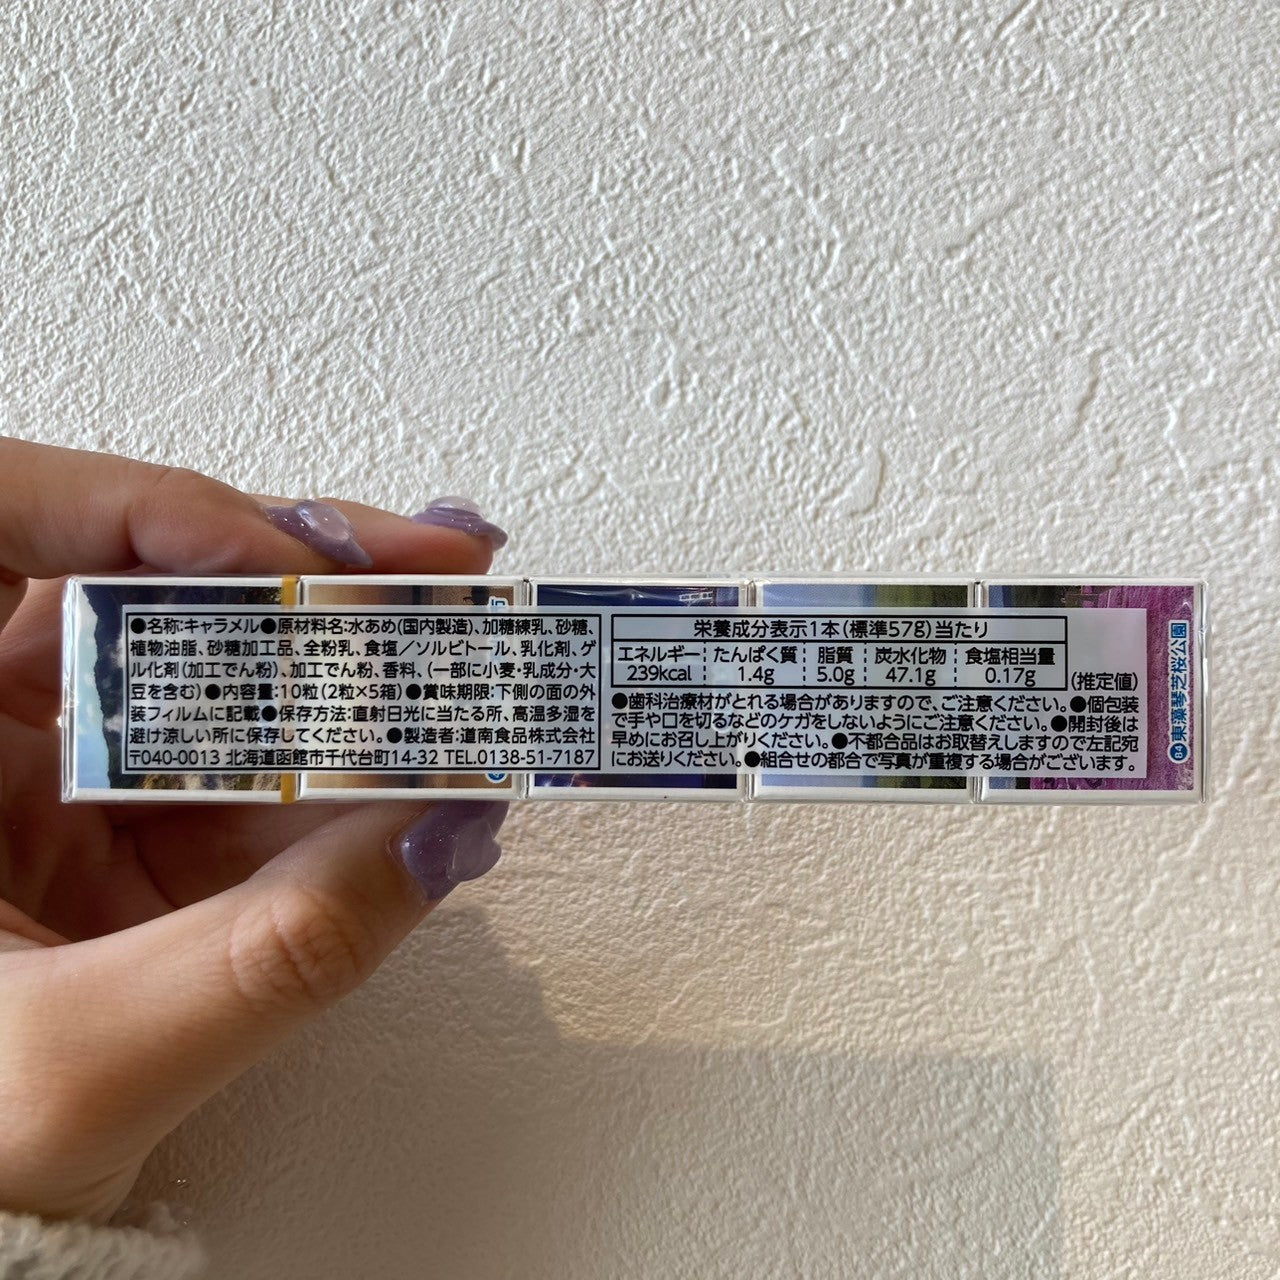 ●名称:キャラメル●原材料名:水あめ(国内製造)、加糖練乳、砂糖、
植物油脂、砂糖加工品、全粉乳、食塩／ソルビトール、乳化剤、ゲ
ル化剤(加工でん粉)、加工でん粉、香料、(一部に小麦・乳成分・大
豆を含む)●内容量:10粒(2粒×5箱)●賞味期限:下側の面の外
装フィルムに記載●保存方法:直射日光に当たる所、高温多湿を
避け涼しい所に保存してください。●製造者:道南食品株式会社
〒040-0013 北海道函館市千代台町14-32 TEL.0138-51-7187
栄養成分表示1本(標準57g)当たり
エネルギー たんぱく質 脂質 炭水化物 食塩相当量
239kcal 1.4g 5.0g 47.1g 0.17g
(推定値)
●歯科治療材がとれる場合がありますので、ご注意ください。●個包装
で手や口を切るなどのケガをしないようにご注意ください。●開封後は
早めにお召し上がりください。●不都合品はお取替えしますので左記宛
にお送りください。●組合せの都合で写真が重複する場合がございます。
64 東藻琴芝桜公園